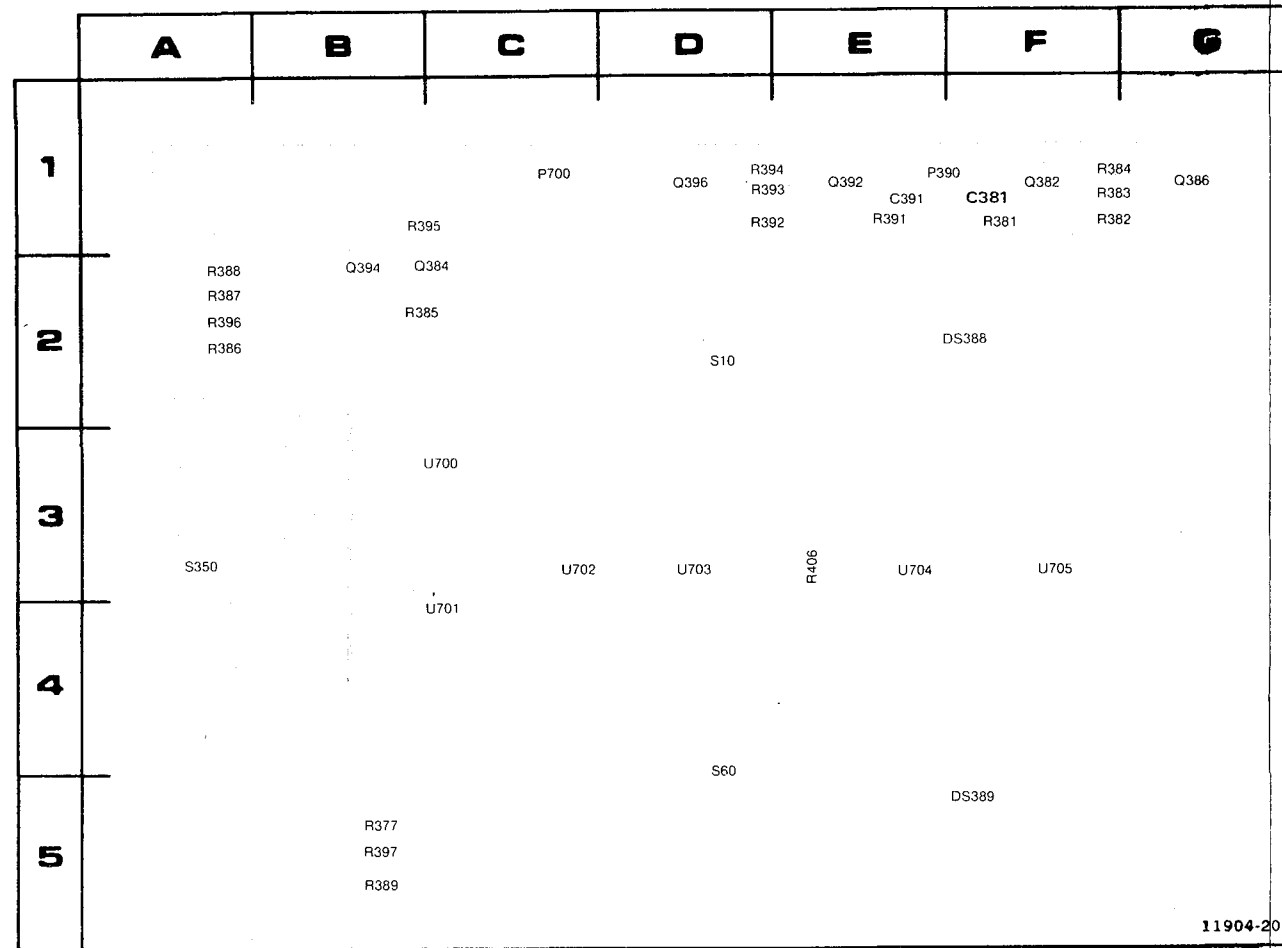 A B C D E F G
1
P700 Q396 R394 Q392 P390 Q382 R384 Q386
R393 C391 C381 R383
R395 R392 R391 R381 R382
R388 Q394 Q384
R387
R396 R385
2 R386 S10 DS388
U700
3
S350 U702 U703 R406 U704 U705
U701
4
S60
DS389
R377
5 R397
R389
11904-20